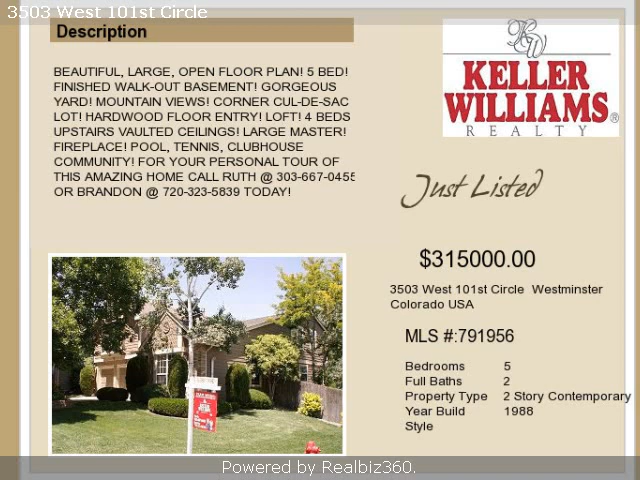 3503 West 101st Circle
Description
BEAUTIFUL, LARGE, OPEN FLOOR PLAN! 5 BED!
FINISHED WALK-OUT BASEMENT! GORGEOUS
YARD! MOUNTAIN VIEWS! CORNER CUL-DE-SAC
LOT! HARDWOOD FLOOR ENTRY! LOFT! 4 BEDS
UPSTAIRS VAULTED CEILINGS! LARGE MASTER!
FIREPLACE! POOL, TENNIS, CLUBHOUSE
COMMUNITY! FOR YOUR PERSONAL TOUR OF
THIS AMAZING HOME CALL RUTH @ 303-667-0455
OR BRANDON @ 720-323-5839 TODAY!
KW
KELLER
WILLIAMS®
REALTY
Just Listed
$315000.00
3503 West 101st Circle Westminster
Colorado USA
MLS #:791956
Bedrooms 5
Full Baths 2
Property Type 2 Story Contemporary
Year Build 1988
Style
Powered by Realbiz360.